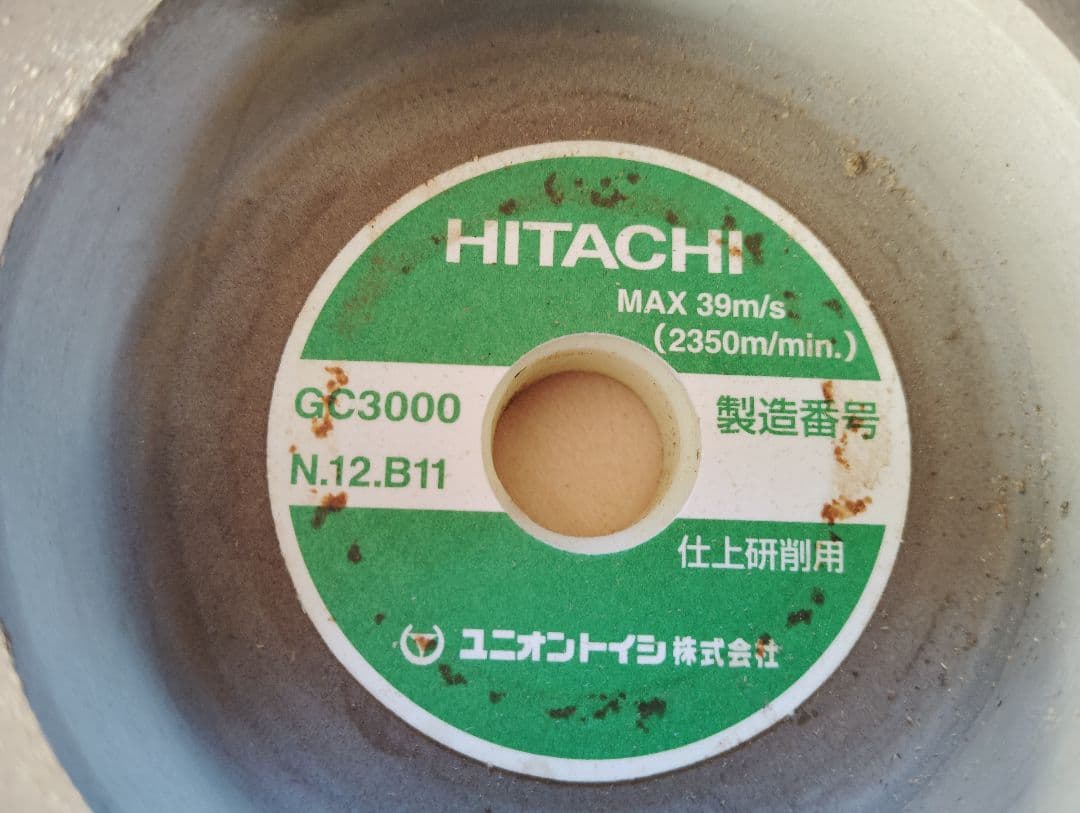 HITACHI
MAX 39m/s
(2350m/min.)
GC3000
製造番号
N.12.B11
仕上研削用
ユニオントイシ株式会社